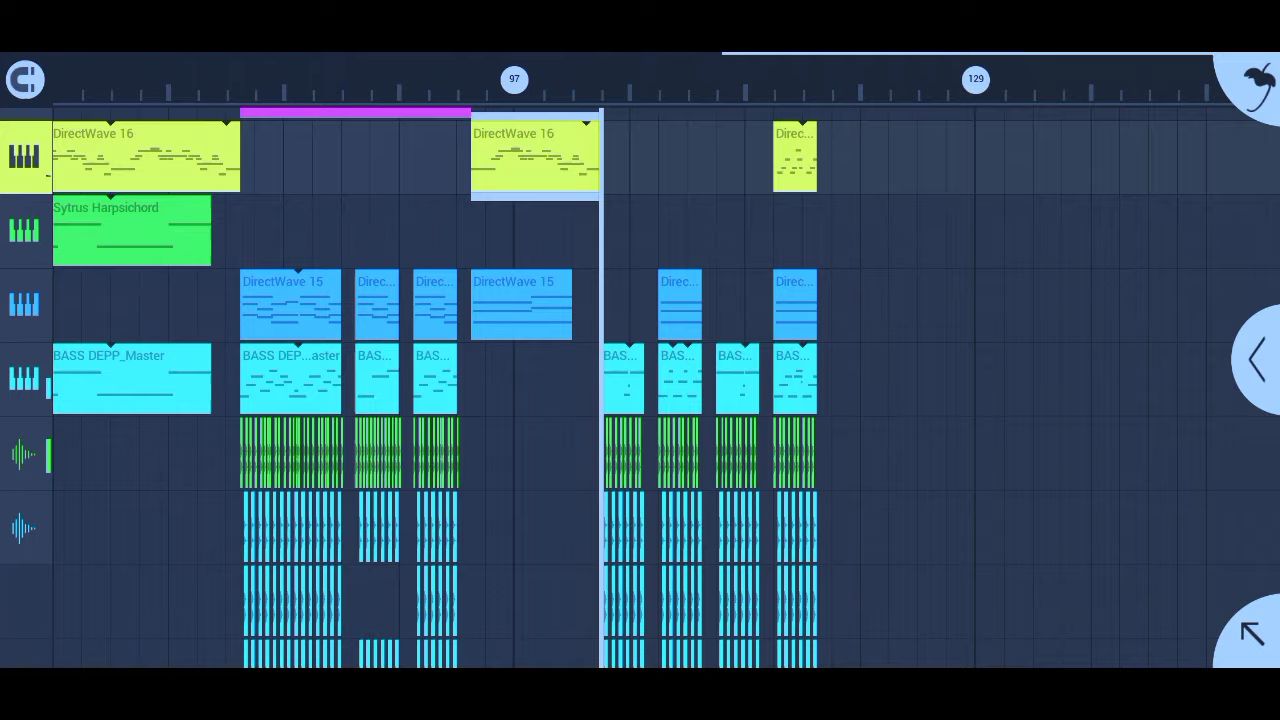 97
129
DirectWave 16
DirectWave 16
Direc...
Sytrus Harpsichord
DirectWave 15
Direc...
Direc...
DirectWave 15
Direc...
Direc...
BASS DEPP_Master
BASS DEP...aster
BAS...
BAS...
BAS...
BAS...
BAS...
BAS...